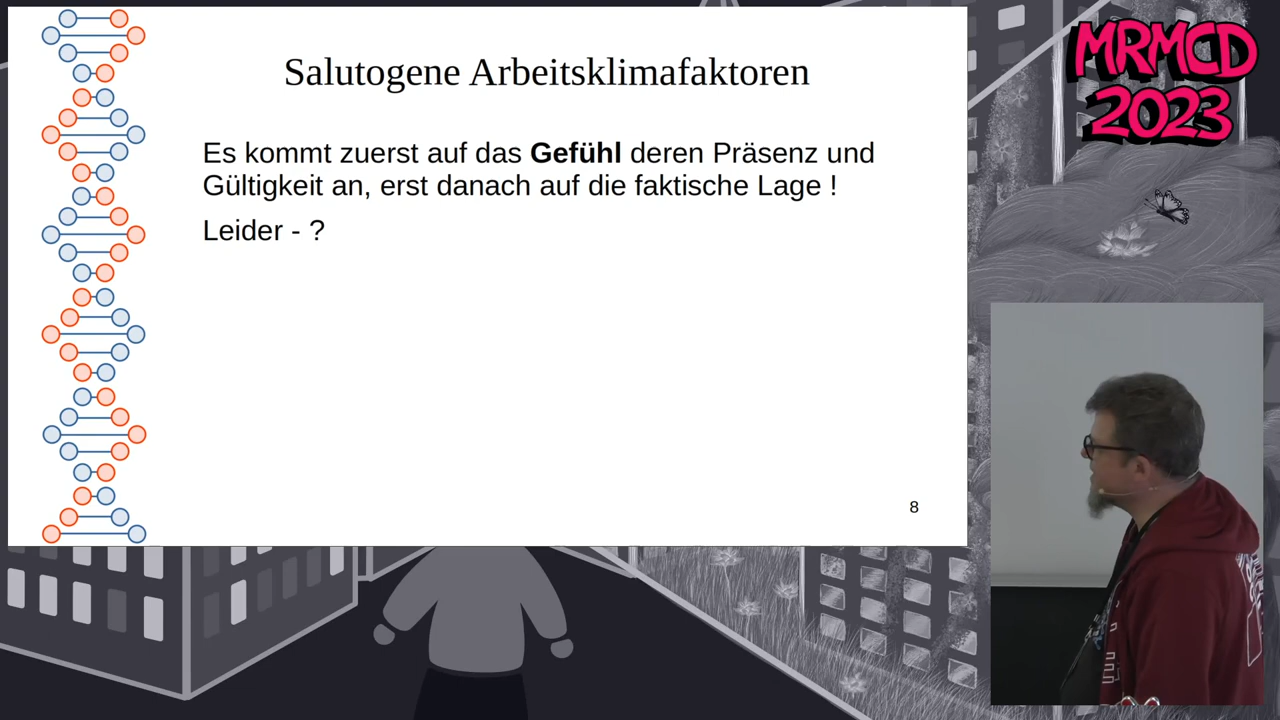 Salutogene Arbeitsklimafaktoren
Es kommt zuerst auf das Gefühl deren Präsenz und
Gültigkeit an, erst danach auf die faktische Lage !
Leider - ?
8
MRMCD
2023